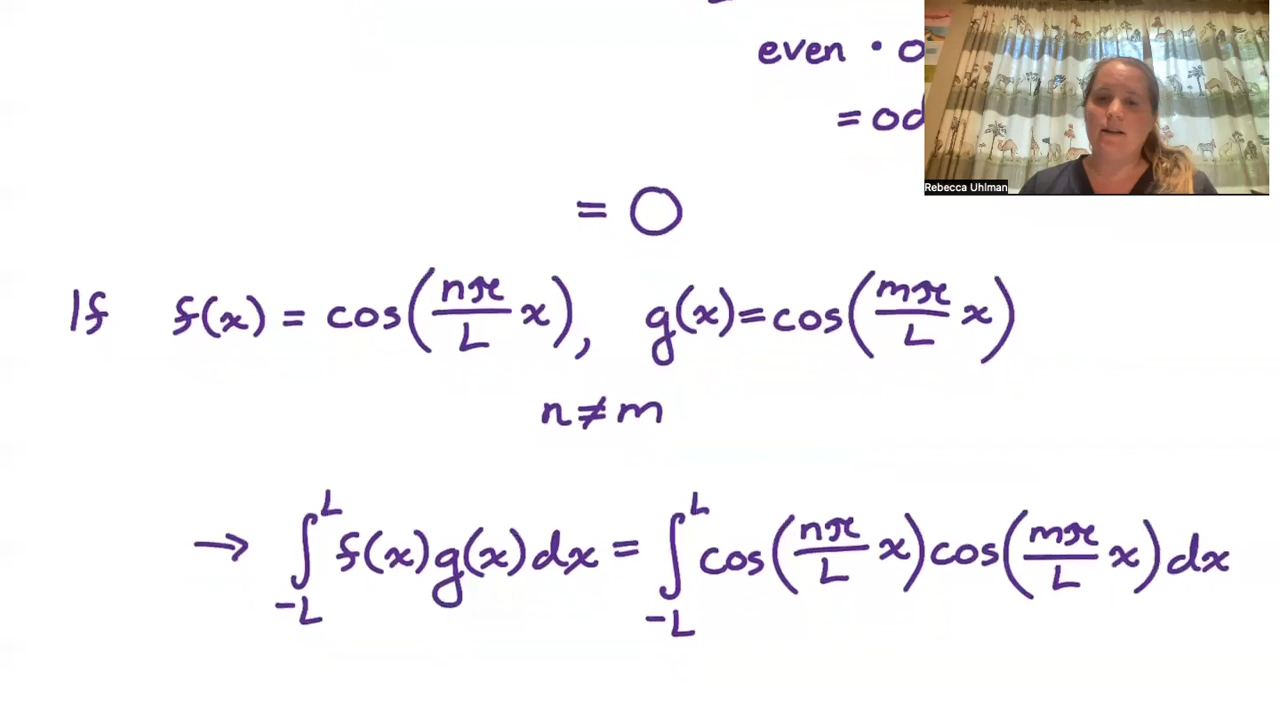 even · o
= od
Rebecca Uhlman
= 0
If f(x) = cos(nπ/L x), g(x) = cos(mπ/L x)
n ≠ m
→ ∫_{-L}^{L} f(x)g(x)dx = ∫_{-L}^{L} cos(nπ/L x)cos(mπ/L x)dx